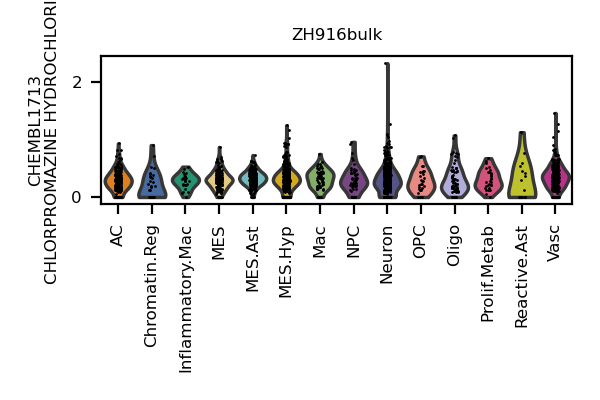 ZH916bulk
CHEMBL1713
CHLORPROMAZINE HYDROCHLORI
2
0
AC
Chromatin.Reg
Inflammatory.Mac
MES
MES.Ast
MES.Hyp
Mac
NPC
Neuron
OPC
Oligo
Prolif.Metab
Reactive.Ast
Vasc